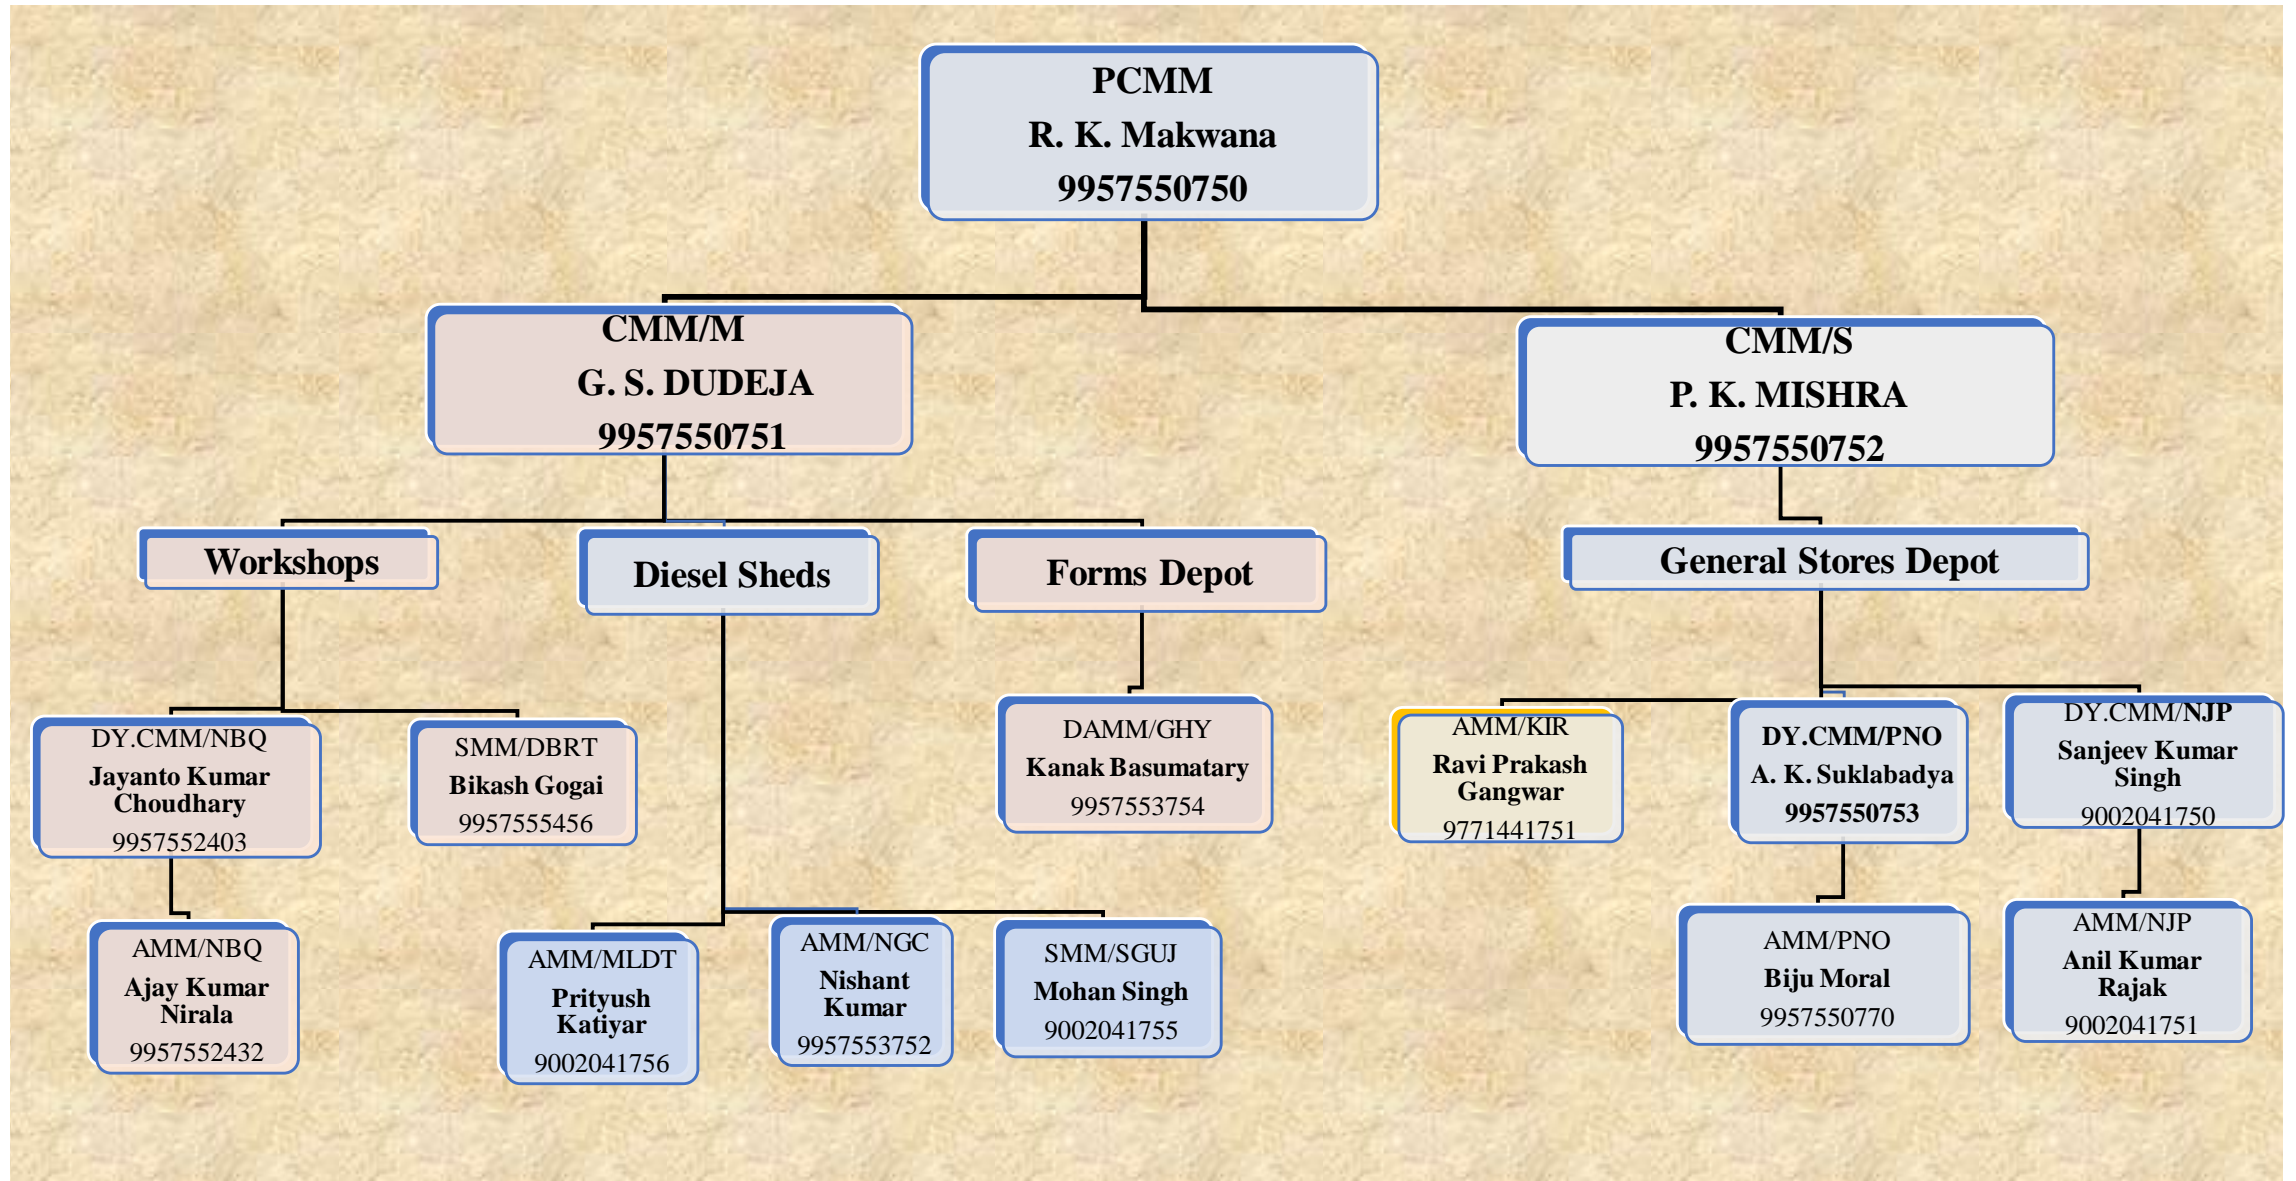 PCMM
R. K. Makwana
9957550750
CMM/M
G. S. DUDEJA
9957550751
CMM/S
P. K. MISHRA
9957550752
Workshops
Diesel Sheds
Forms Depot
General Stores Depot
DY.CMM/NBQ
Jayanto Kumar
Choudhary
9957552403
SMM/DBRT
Bikash Gogai
9957555456
DAMM/GHY
Kanak Basumatary
9957553754
AMM/KIR
Ravi Prakash
Gangwar
9771441751
DY.CMM/PNO
A. K. Suklabadya
9957550753
DY.CMM/NJP
Sanjeev Kumar
Singh
9002041750
AMM/NBQ
Ajay Kumar
Nirala
9957552432
AMM/MLDT
Prityush
Katiyar
9002041756
AMM/NGC
Nishant
Kumar
9957553752
SMM/SGUJ
Mohan Singh
9002041755
AMM/PNO
Biju Moral
9957550770
AMM/NJP
Anil Kumar
Rajak
9002041751